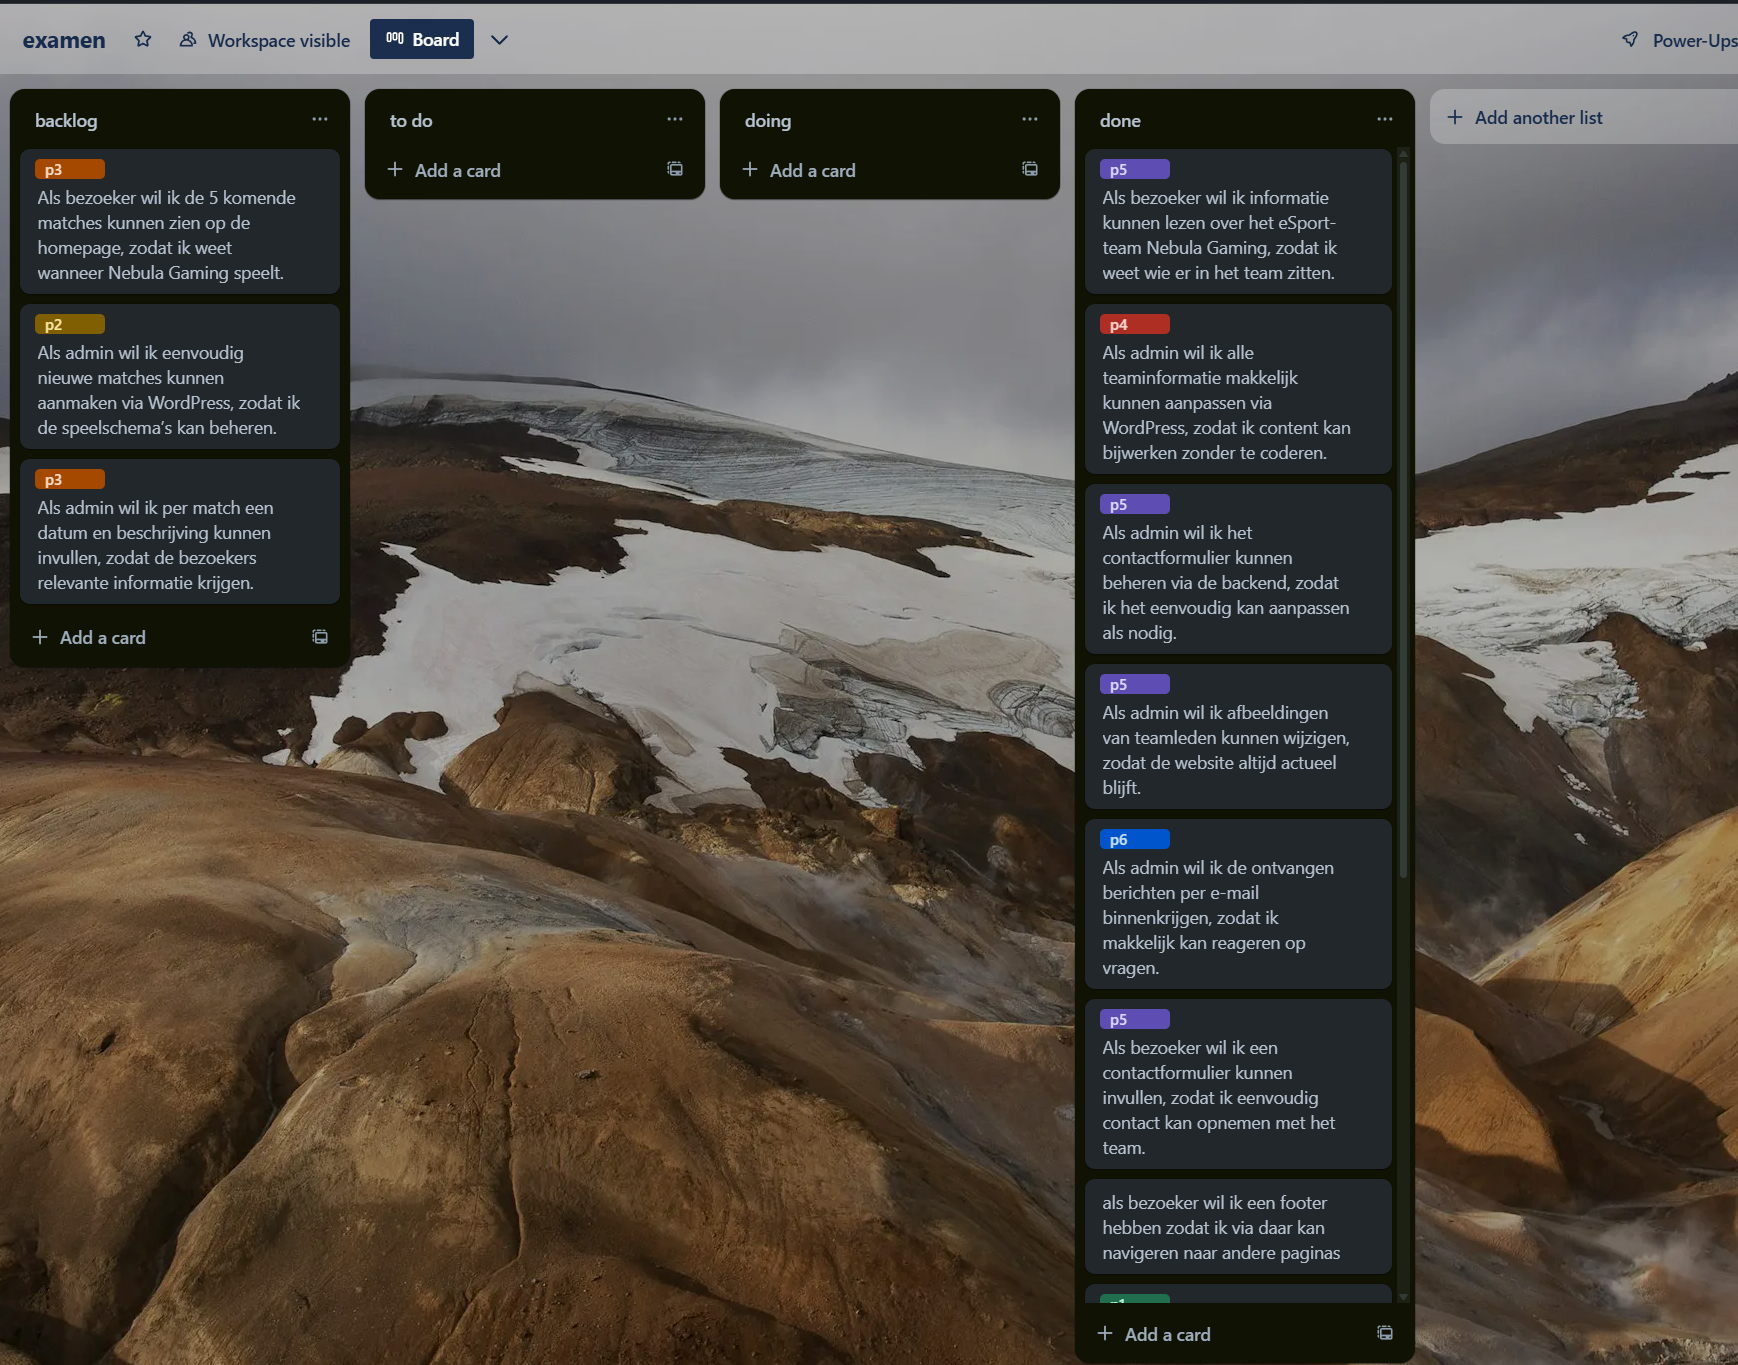 examen
Workspace visible
Board
Power-Ups
backlog
p3
Als bezoeker wil ik de 5 komende
matches kunnen zien op de
homepage, zodat ik weet
wanneer Nebula Gaming speelt.
p2
Als admin wil ik eenvoudig
nieuwe matches kunnen
aanmaken via WordPress, zodat ik
de speelschema's kan beheren.
p3
Als admin wil ik per match een
datum en beschrijving kunnen
invullen, zodat de bezoekers
relevante informatie krijgen.
Add a card
to do
Add a card
doing
Add a card
done
p5
Als bezoeker wil ik informatie
kunnen lezen over het eSport-
team Nebula Gaming, zodat ik
weet wie er in het team zitten.
p4
Als admin wil ik alle
teaminformatie makkelijk
kunnen aanpassen via
WordPress, zodat ik content kan
bijwerken zonder te coderen.
p5
Als admin wil ik het
contactformulier kunnen
beheren via de backend, zodat
ik het eenvoudig kan aanpassen
als nodig.
p5
Als admin wil ik afbeeldingen
van teamleden kunnen wijzigen,
zodat de website altijd actueel
blijft.
p6
Als admin wil ik de ontvangen
berichten per e-mail
binnenkrijgen, zodat ik
makkelijk kan reageren op
vragen.
p5
Als bezoeker wil ik een
contactformulier kunnen
invullen, zodat ik eenvoudig
contact kan opnemen met het
team.
als bezoeker wil ik een footer
hebben zodat ik via daar kan
navigeren naar andere paginas
Add a card
Add another list